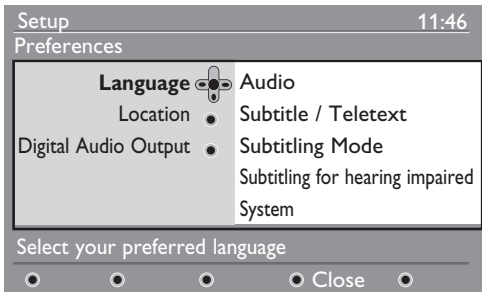 Setup 11:46
Preferences
Language Audio
Location Subtitle / Teletext
Digital Audio Output Subtitling Mode
Subtitling for hearing impaired
System
Select your preferred language
Close